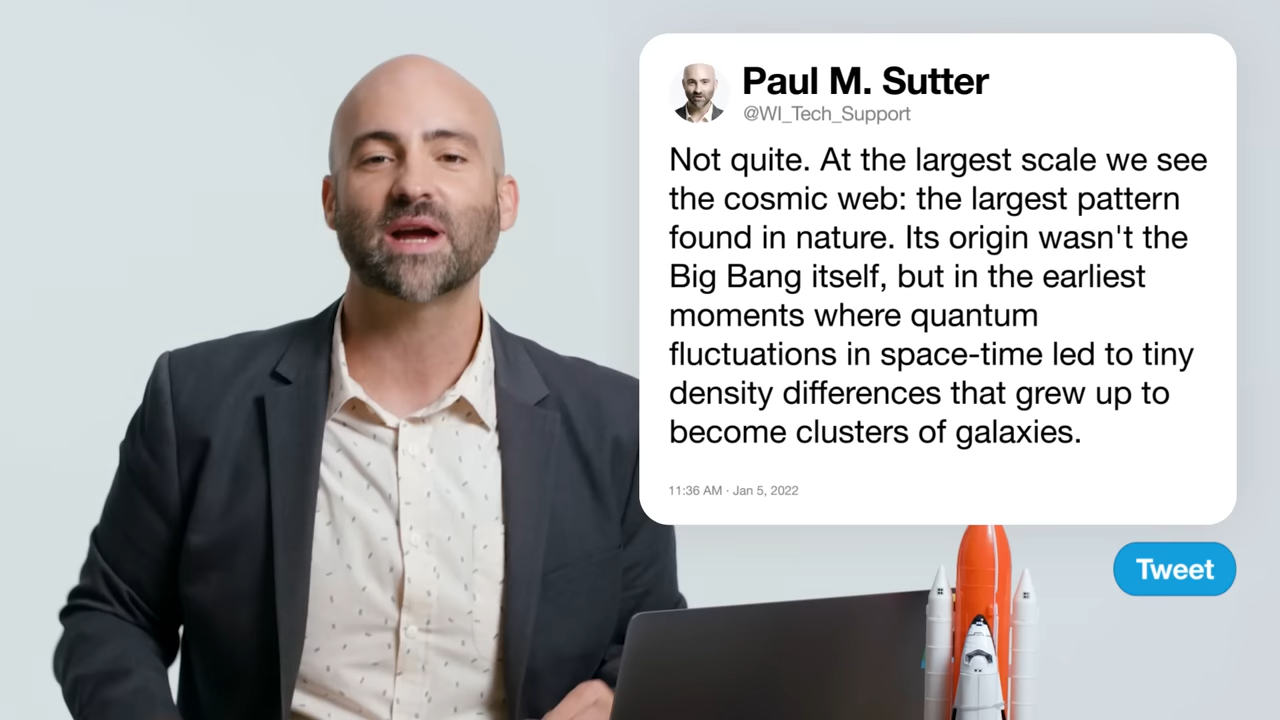 Paul M. Sutter
@WI_Tech_Support
Not quite. At the largest scale we see
the cosmic web: the largest pattern
found in nature. Its origin wasn't the
Big Bang itself, but in the earliest
moments where quantum
fluctuations in space-time led to tiny
density differences that grew up to
become clusters of galaxies.
11:36 AM · Jan 5, 2022
Tweet